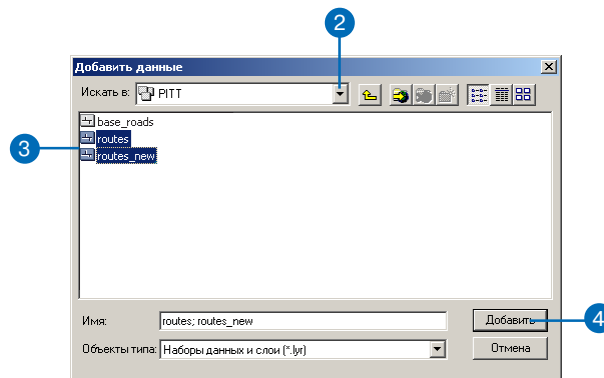 2
Добавить данные
Искать в: PITT
base_roads
3
routes
routes_new
Имя: routes; routes_new Добавить 4
Объекты типа: Наборы данных и слои (*.lyr) Отмена